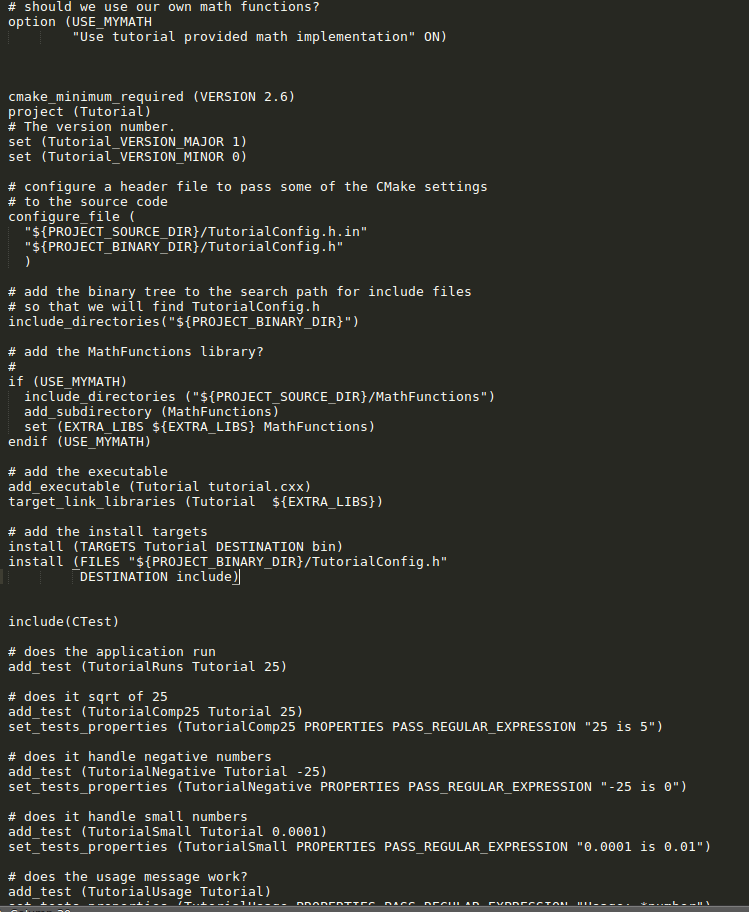 # should we use our own math functions?
option (USE_MYMATH
        "Use tutorial provided math implementation" ON)
cmake_minimum_required (VERSION 2.6)
project (Tutorial)
# The version number.
set (Tutorial_VERSION_MAJOR 1)
set (Tutorial_VERSION_MINOR 0)
# configure a header file to pass some of the CMake settings
# to the source code
configure_file (
  "${PROJECT_SOURCE_DIR}/TutorialConfig.h.in"
  "${PROJECT_BINARY_DIR}/TutorialConfig.h"
  )
# add the binary tree to the search path for include files
# so that we will find TutorialConfig.h
include_directories("${PROJECT_BINARY_DIR}")
# add the MathFunctions library?
#
if (USE_MYMATH)
  include_directories ("${PROJECT_SOURCE_DIR}/MathFunctions")
  add_subdirectory (MathFunctions)
  set (EXTRA_LIBS ${EXTRA_LIBS} MathFunctions)
endif (USE_MYMATH)
# add the executable
add_executable (Tutorial tutorial.cxx)
target_link_libraries (Tutorial  ${EXTRA_LIBS})
# add the install targets
install (TARGETS Tutorial DESTINATION bin)
install (FILES "${PROJECT_BINARY_DIR}/TutorialConfig.h"
         DESTINATION include)
include(CTest)
# does the application run
add_test (TutorialRuns Tutorial 25)
# does it sqrt of 25
add_test (TutorialComp25 Tutorial 25)
set_tests_properties (TutorialComp25 PROPERTIES PASS_REGULAR_EXPRESSION "25 is 5")
# does it handle negative numbers
add_test (TutorialNegative Tutorial -25)
set_tests_properties (TutorialNegative PROPERTIES PASS_REGULAR_EXPRESSION "-25 is 0")
# does it handle small numbers
add_test (TutorialSmall Tutorial 0.0001)
set_tests_properties (TutorialSmall PROPERTIES PASS_REGULAR_EXPRESSION "0.0001 is 0.01")
# does the usage message work?
add_test (TutorialUsage Tutorial)
set_tests_properties (TutorialUsage PROPERTIES PASS_REGULAR_EXPRESSION "Usage: *number")